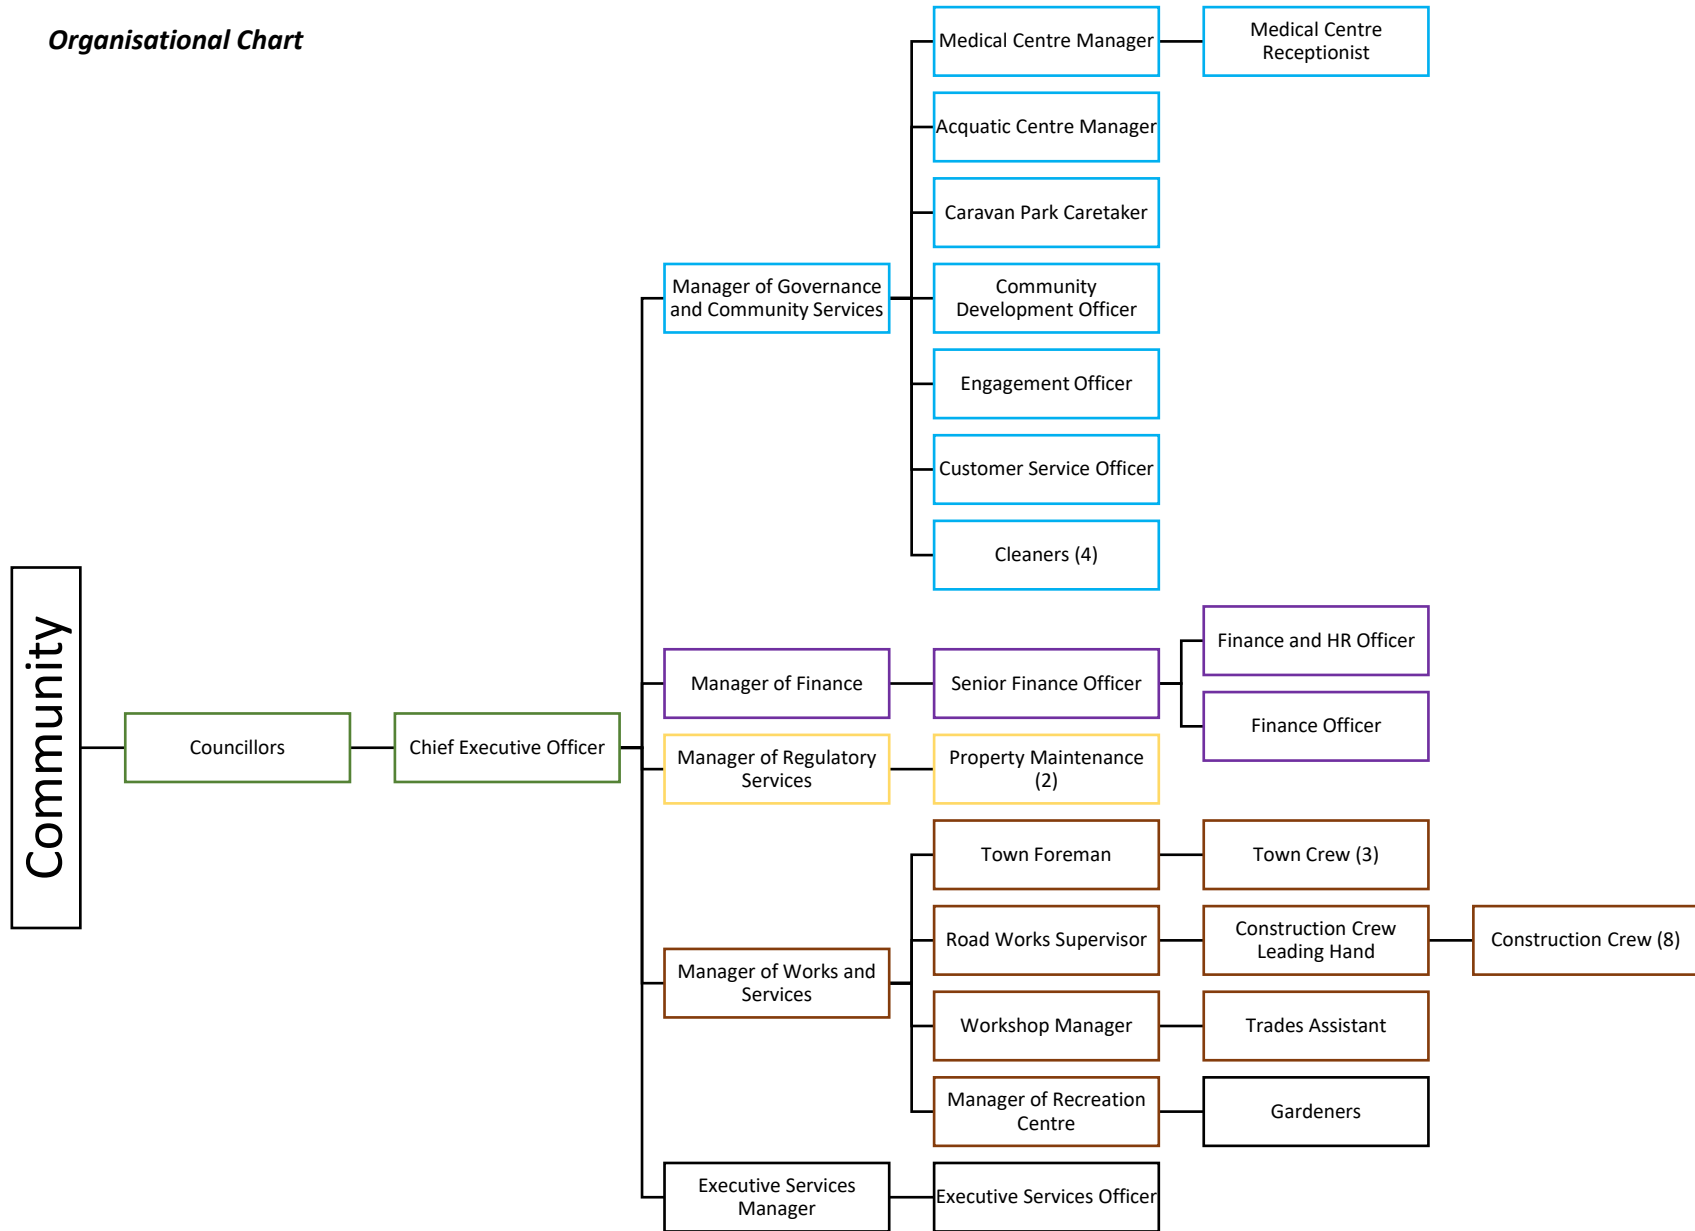 Organisational Chart
Medical Centre Manager
Medical Centre
Receptionist
Acquatic Centre Manager
Caravan Park Caretaker
Manager of Governance
and Community Services
Community
Development Officer
Engagement Officer
Customer Service Officer
Cleaners (4)
Community
Councillors
Chief Executive Officer
Manager of Finance
Senior Finance Officer
Finance and HR Officer
Finance Officer
Manager of Regulatory
Services
Property Maintenance
(2)
Manager of Works and
Services
Town Foreman
Town Crew (3)
Road Works Supervisor
Construction Crew
Leading Hand
Construction Crew (8)
Workshop Manager
Trades Assistant
Manager of Recreation
Centre
Gardeners
Executive Services
Manager
Executive Services Officer